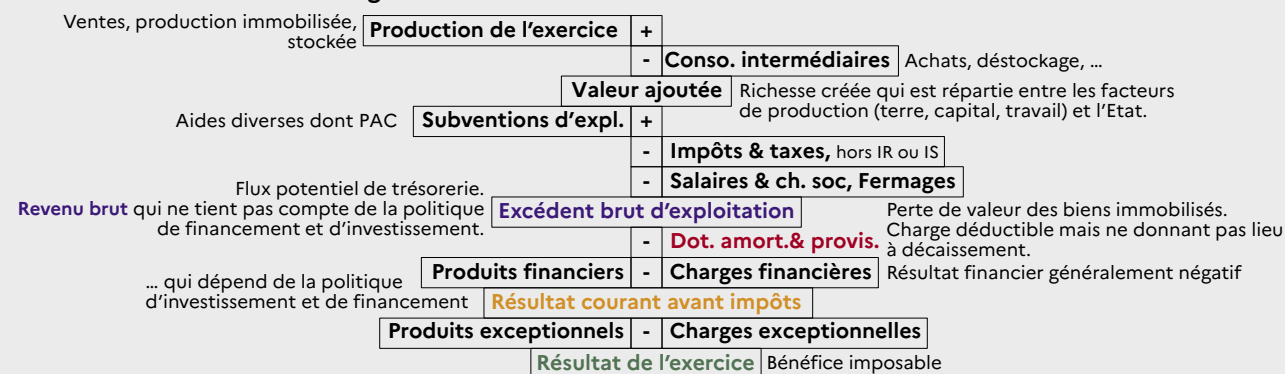 Ventes, production immobilisée,
stockée
Production de l'exercice +
- Conso. intermédiaires Achats, déstockage, ...
Valeur ajoutée
Richesse créée qui est répartie entre les facteurs
de production (terre, capital, travail) et l'Etat.
Aides diverses dont PAC Subventions d'expl. +
- Impôts & taxes, hors IR ou IS
- Salaires & ch. soc, Fermages
Flux potentiel de trésorerie.
Revenu brut qui ne tient pas compte de la politique
de financement et d'investissement.
Excédent brut d'exploitation
- Dot. amort.& provis.
Perte de valeur des biens immobilisés.
Charge déductible mais ne donnant pas lieu
à décaissement.
Produits financiers - Charges financières Résultat financier généralement négatif
... qui dépend de la politique
d'investissement et de financement
Résultat courant avant impôts
Produits exceptionnels - Charges exceptionnelles
Résultat de l'exercice Bénéfice imposable